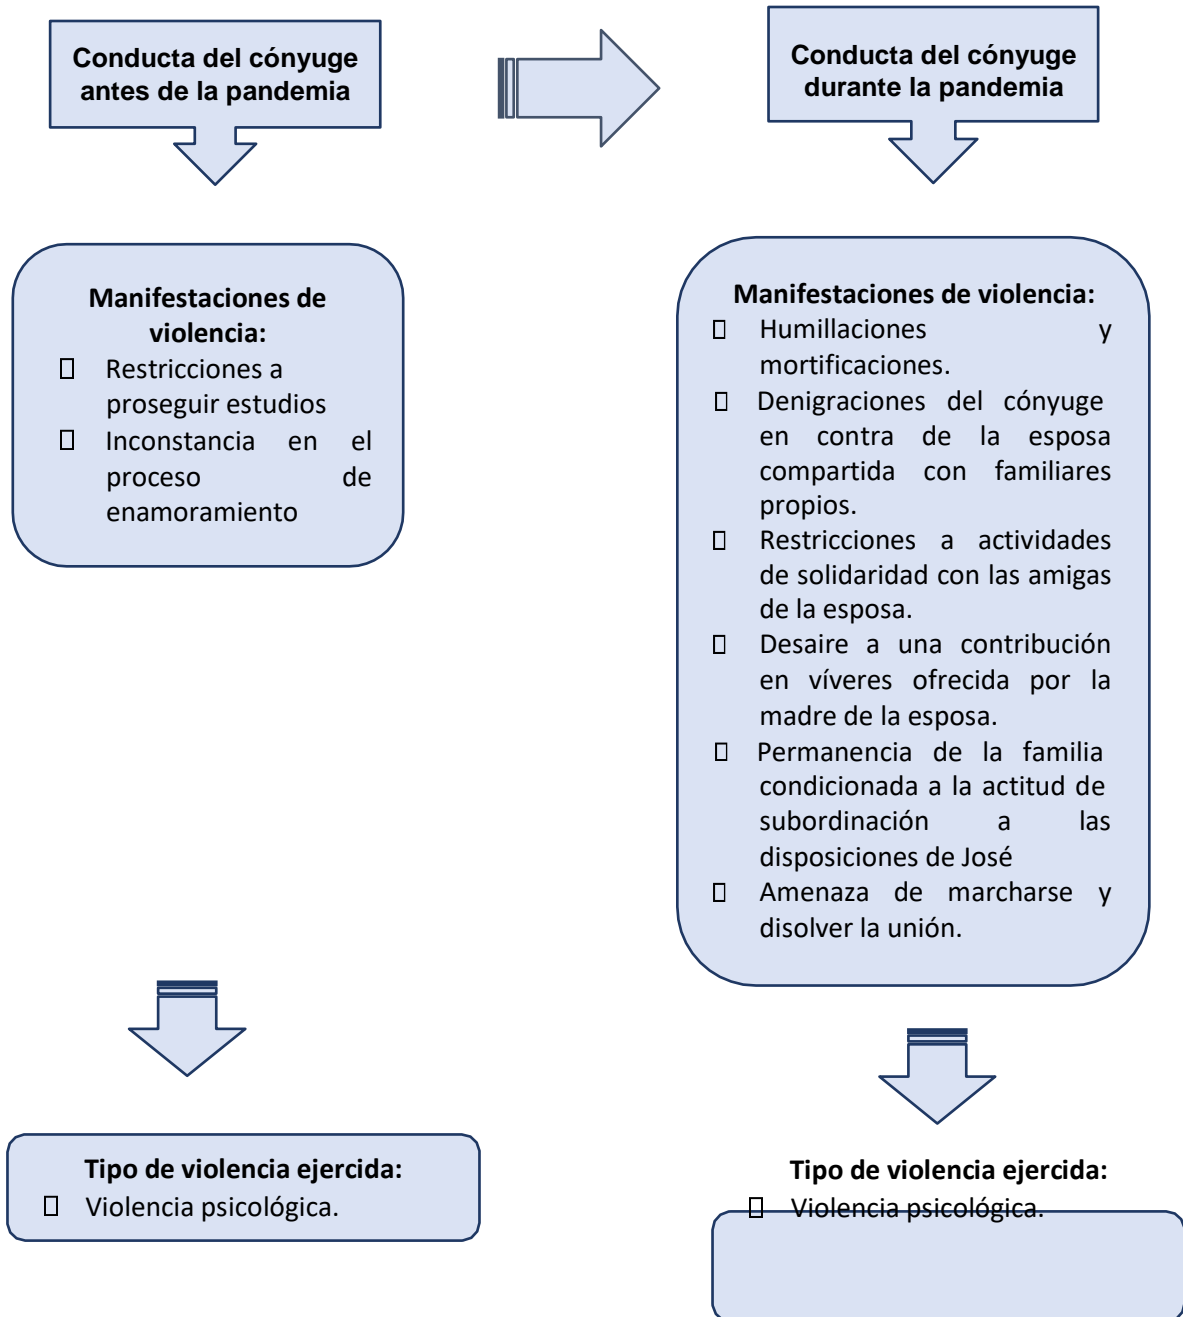 Conducta del cónyuge
antes de la pandemia
Conducta del cónyuge
durante la pandemia
Manifestaciones de
violencia:
Restricciones a
proseguir estudios
Inconstancia en el
proceso de
enamoramiento
Manifestaciones de violencia:
Humillaciones y
mortificaciones.
Denigraciones del cónyuge
en contra de la esposa
compartida con familiares
propios.
Restricciones a actividades
de solidaridad con las amigas
de la esposa.
Desaire a una contribución
en víveres ofrecida por la
madre de la esposa.
Permanencia de la familia
condicionada a la actitud de
subordinación a las
disposiciones de José
Amenaza de marcharse y
disolver la unión.
Tipo de violencia ejercida:
Violencia psicológica.
Tipo de violencia ejercida:
Violencia psicológica.